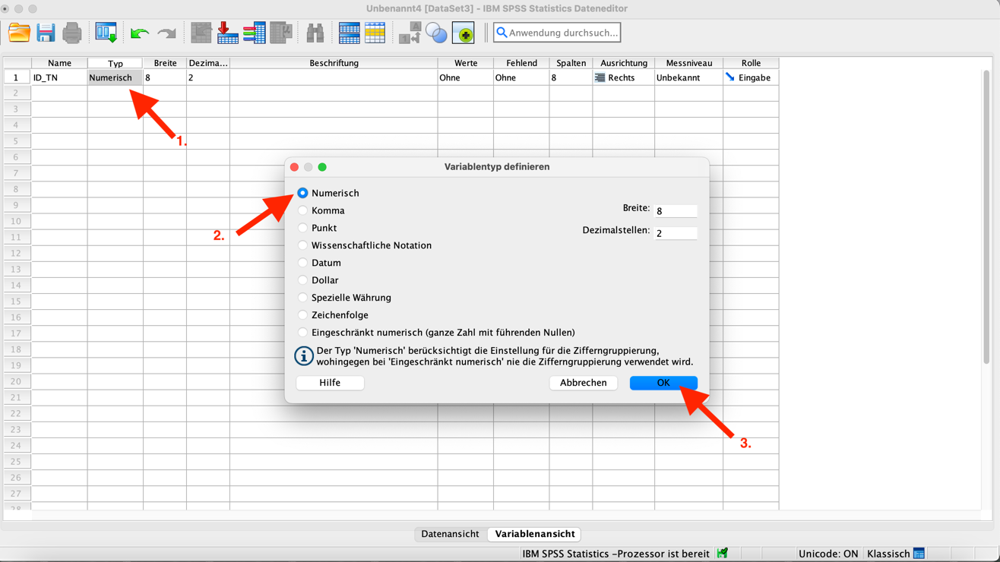 Unbenannt4 [DataSet3] - IBM SPSS Statistics Dateneditor
A
Anwendung durchsuch...
Name Typ Breite Dezima... Beschriftung Werte Fehlend Spalten Ausrichtung Messniveau Rolle
1 ID_TN Numerisch 8 2 Ohne Ohne 8 Rechts Unbekannt Eingabe
2
3
4
5
6
7
8
9
10
11
12
13
14
15
16
17
18
19
20
21
22
23
24
25
26
27
28
1.
Variablentyp definieren
2.
Numerisch
Komma
Punkt
Wissenschaftliche Notation
Datum
Dollar
Spezielle Währung
Zeichenfolge
Eingeschränkt numerisch (ganze Zahl mit führenden Nullen)
Breite: 8
Dezimalstellen: 2
Der Typ 'Numerisch' berücksichtigt die Einstellung für die Zifferngruppierung,
wohingegen bei 'Eingeschränkt numerisch' nie die Zifferngruppierung verwendet wird.
Hilfe Abbrechen OK
3.
Datenansicht Variablenansicht
IBM SPSS Statistics -Prozessor ist bereit Unicode: ON Klassisch